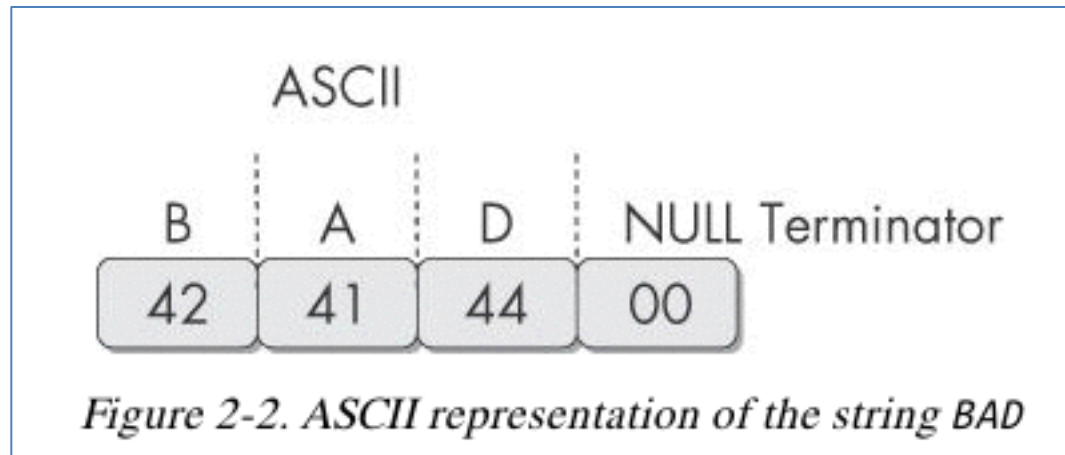 ASCII
B A D NULL Terminator
42 41 44 00
Figure 2-2. ASCII representation of the string BAD